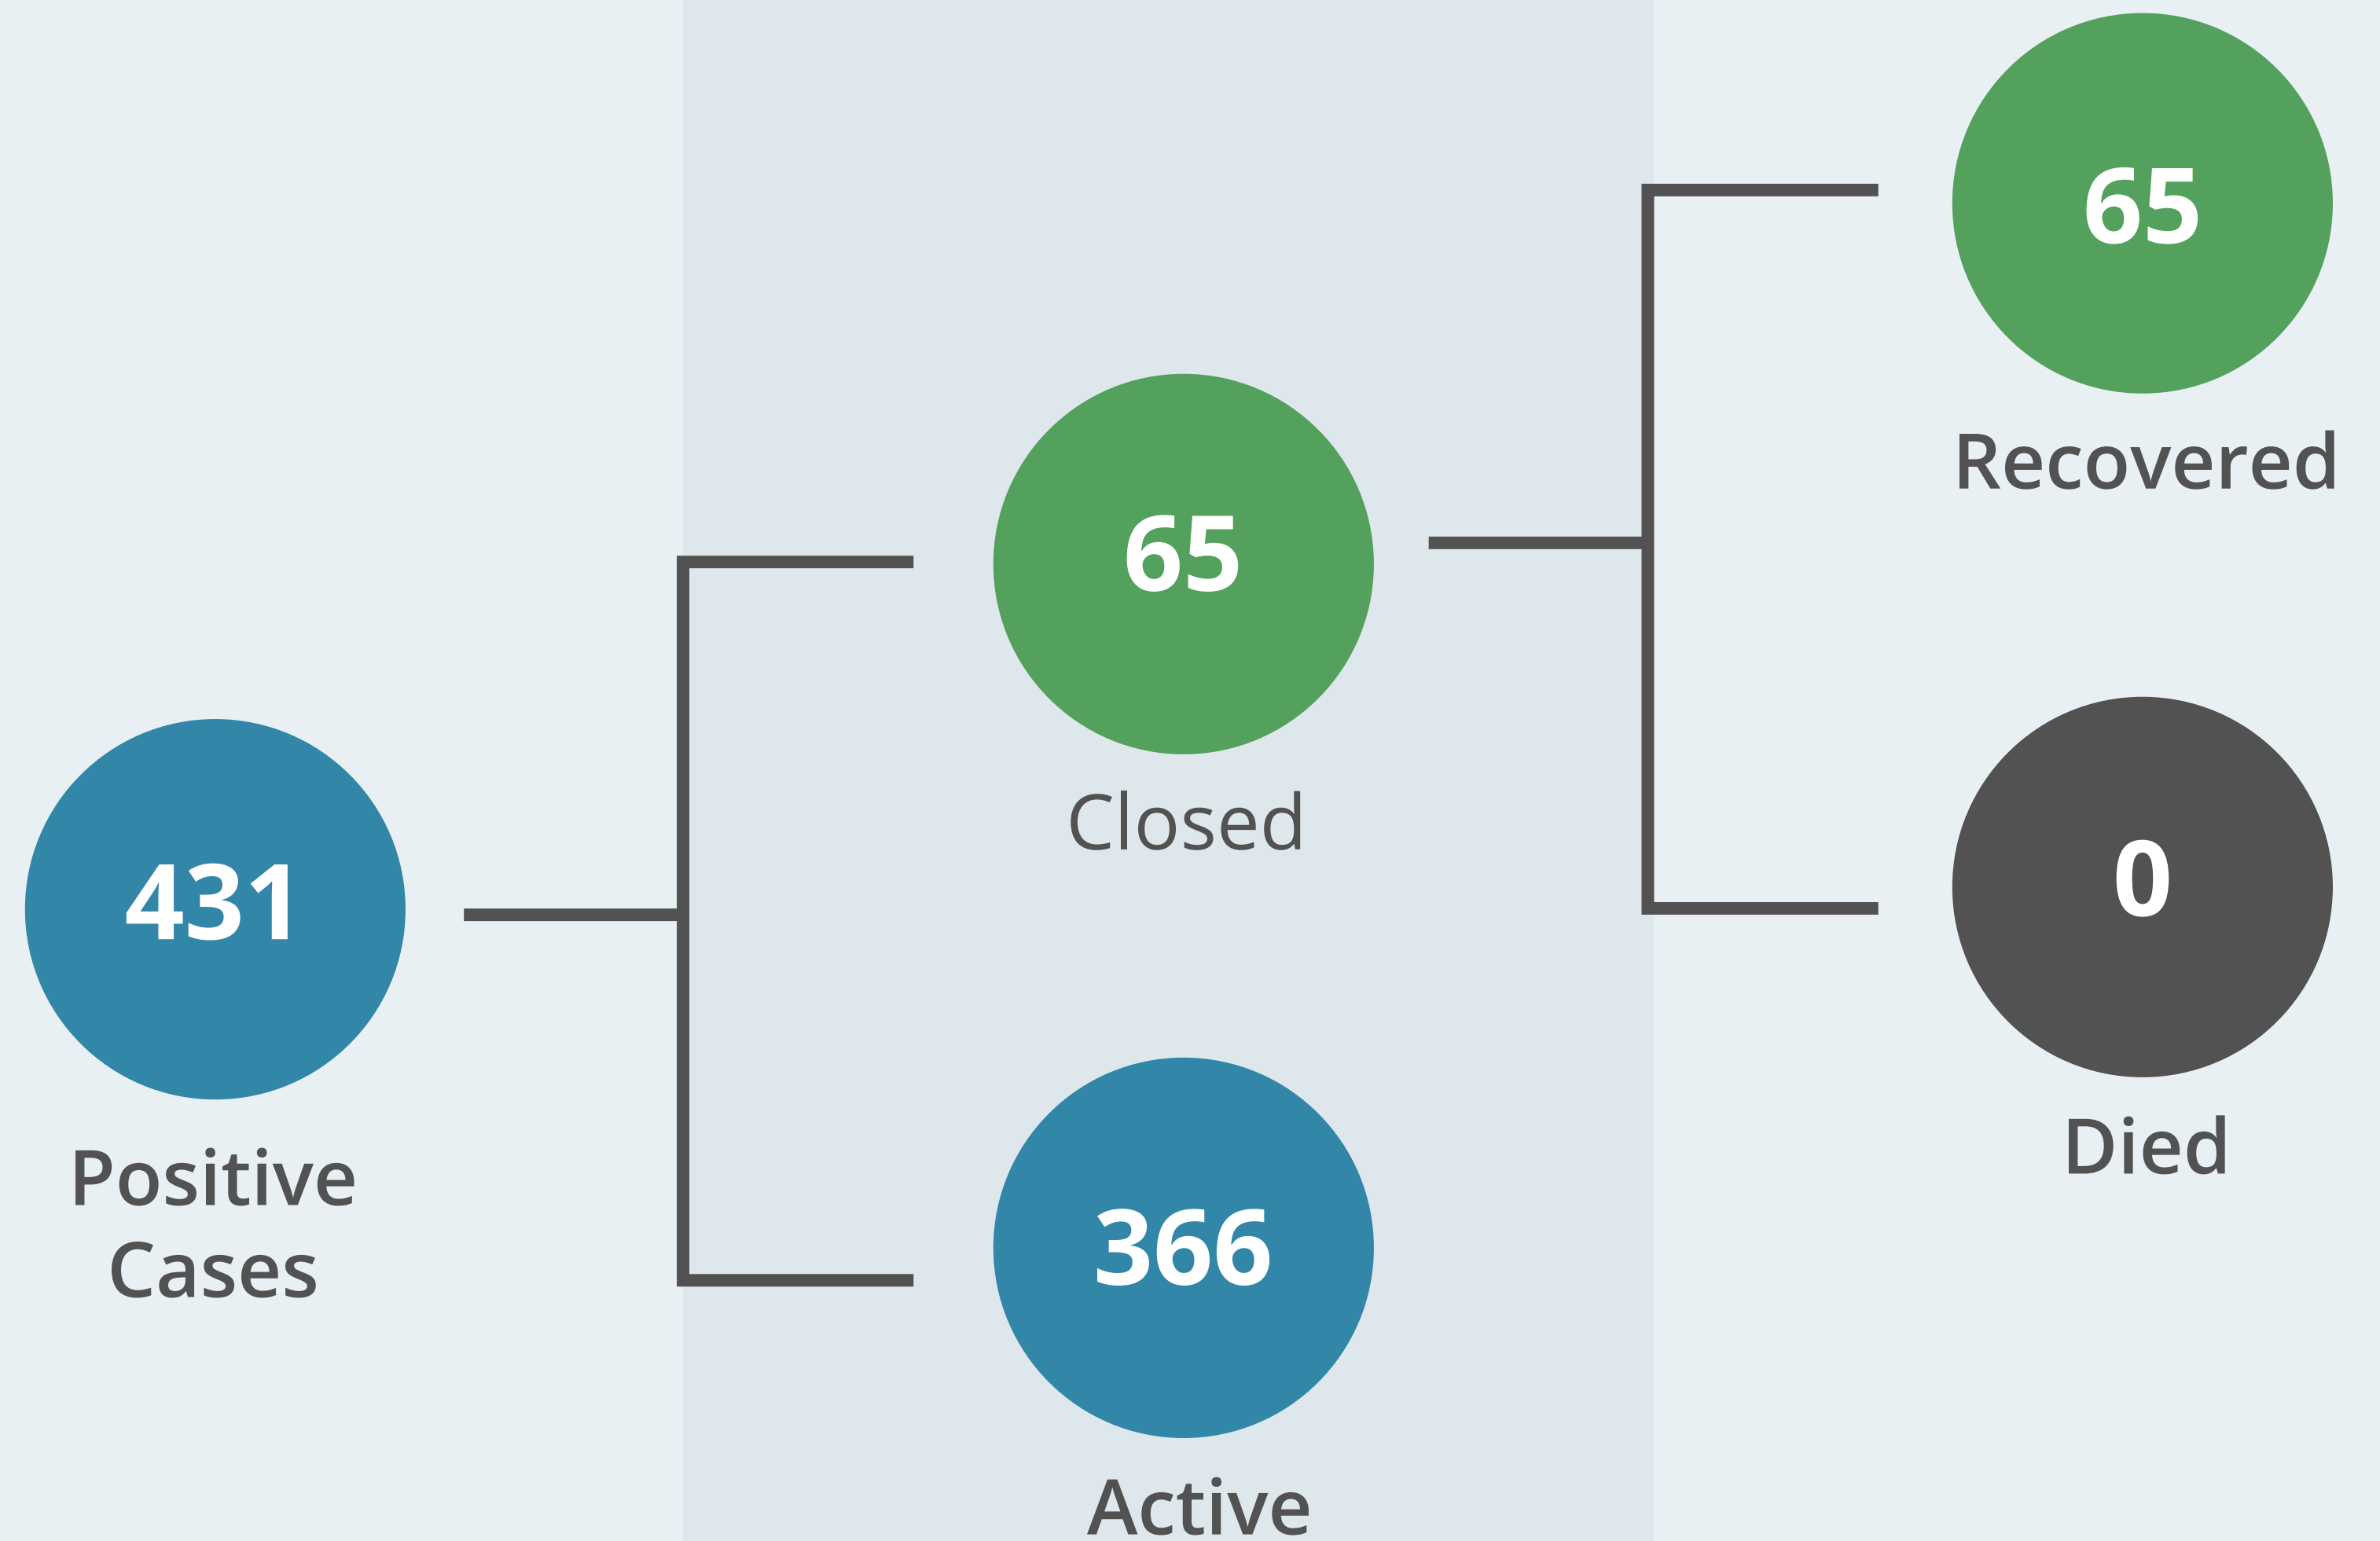 431
Positive
Cases
65
Closed
366
Active
65
Recovered
0
Died